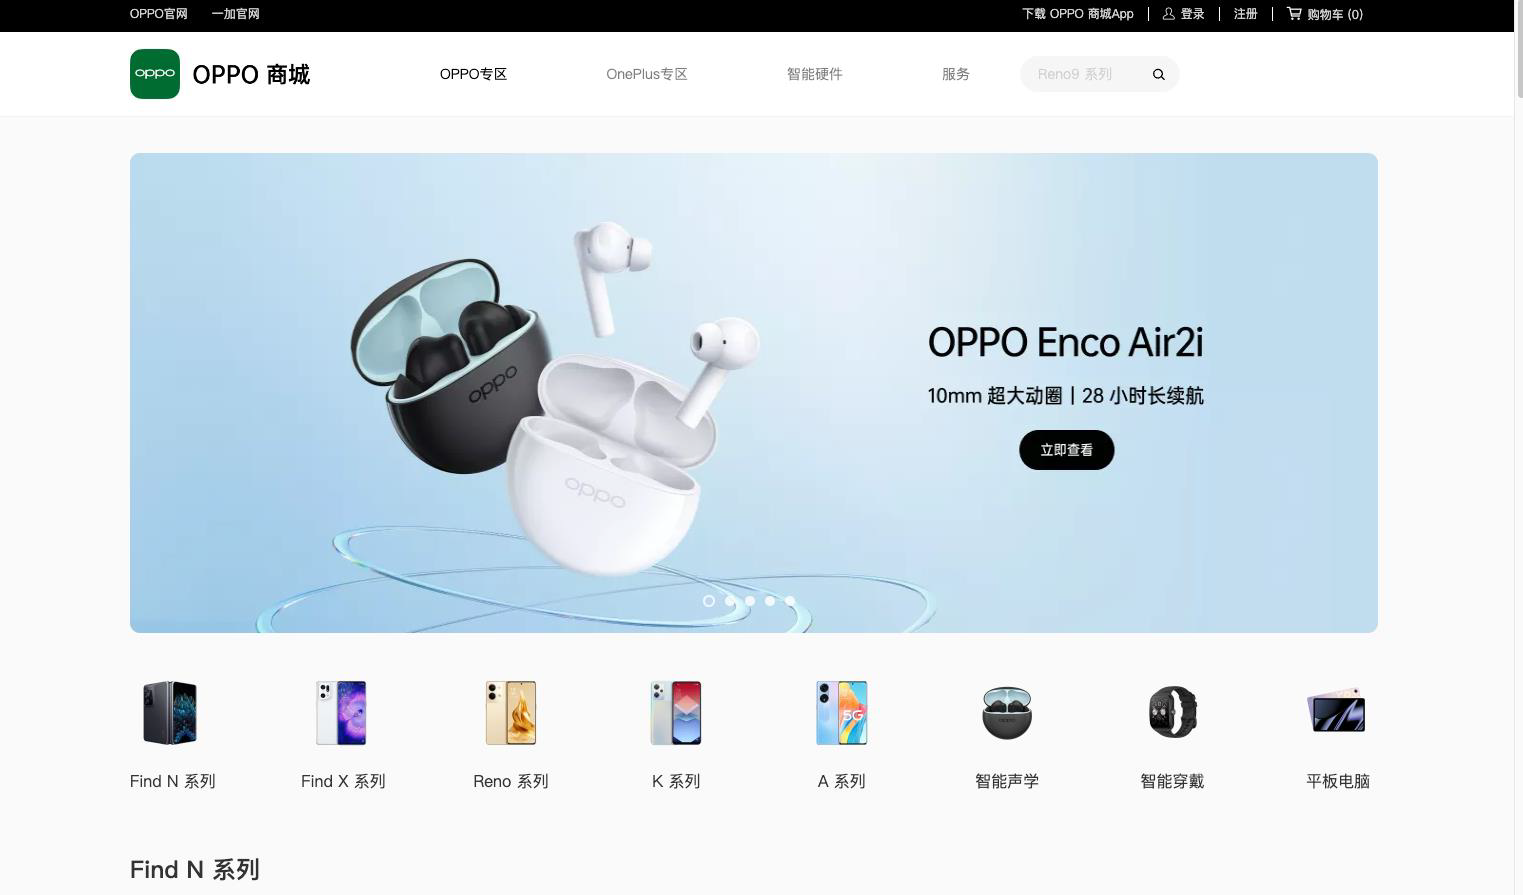 OPPO官网 一加官网 下载 OPPO 商城App 登录 注册 购物车 (0)
oppo OPPO 商城 OPPO专区 OnePlus专区 智能硬件 服务 Reno9 系列
oppo
oppo
OPPO Enco Air2i
10mm 超大动圈 | 28 小时长续航
立即查看
5G
Find N 系列 Find X 系列 Reno 系列 K 系列 A 系列 智能声学 智能穿戴 平板电脑
Find N 系列